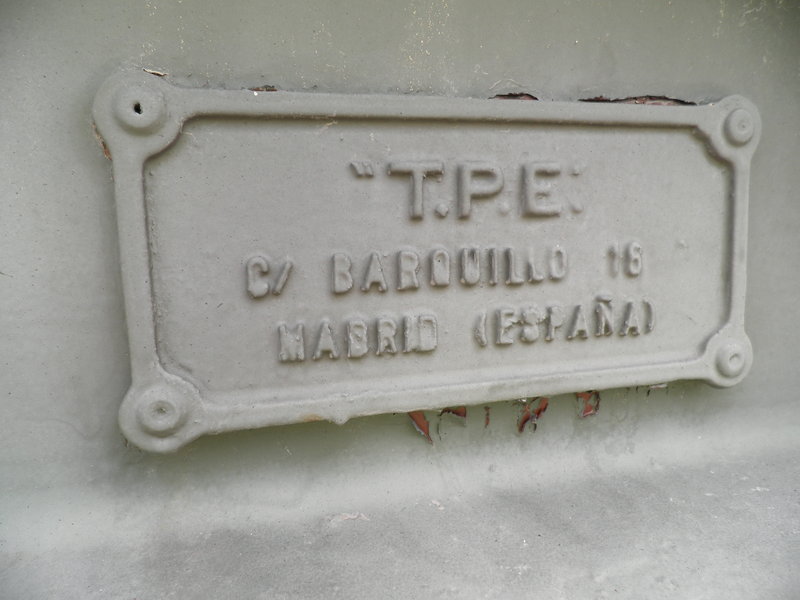 "T.P.E."
C/ BARQUILLO 16
MADRID (ESPAÑA)